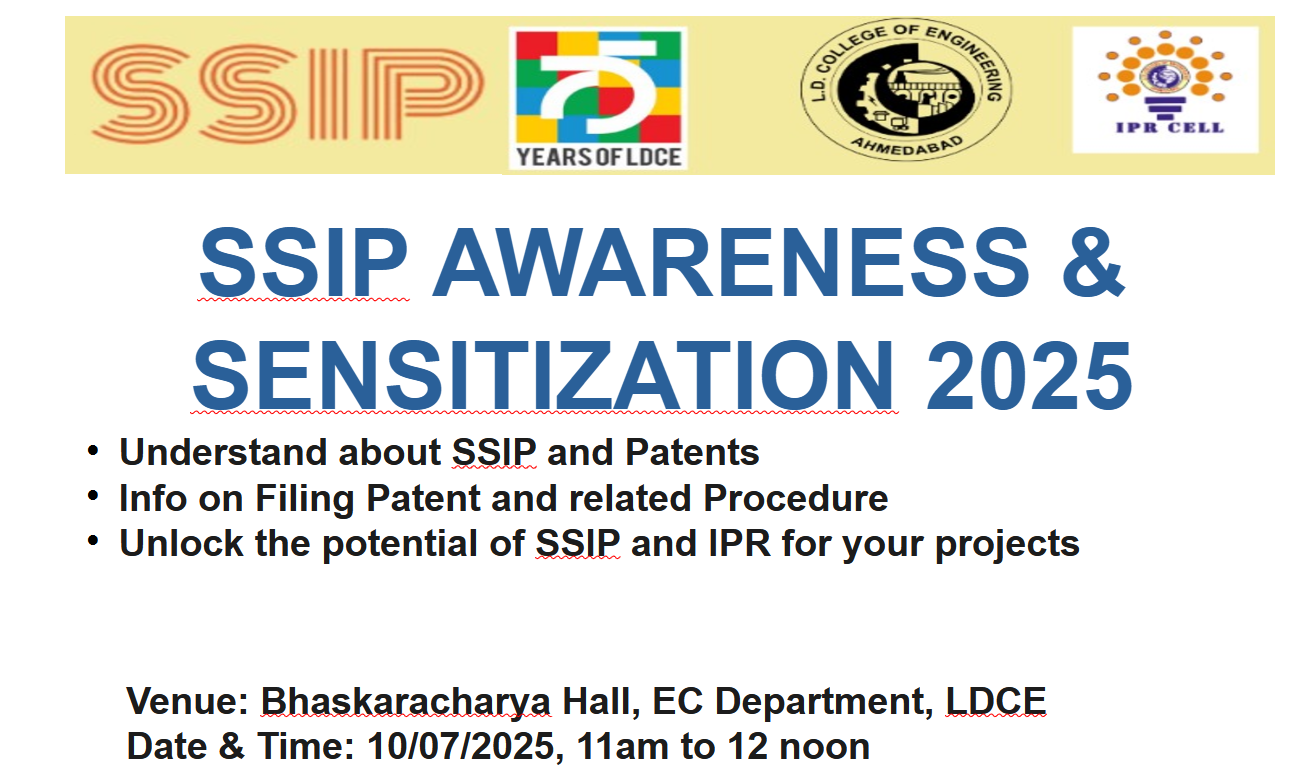 SSIP
75
YEARS OF LDCE
L.D. COLLEGE OF ENGINEERING
AHMEDABAD
IPR CELL
SSIP AWARENESS &
SENSITIZATION 2025
• Understand about SSIP and Patents
• Info on Filing Patent and related Procedure
• Unlock the potential of SSIP and IPR for your projects
Venue: Bhaskaracharya Hall, EC Department, LDCE
Date & Time: 10/07/2025, 11am to 12 noon